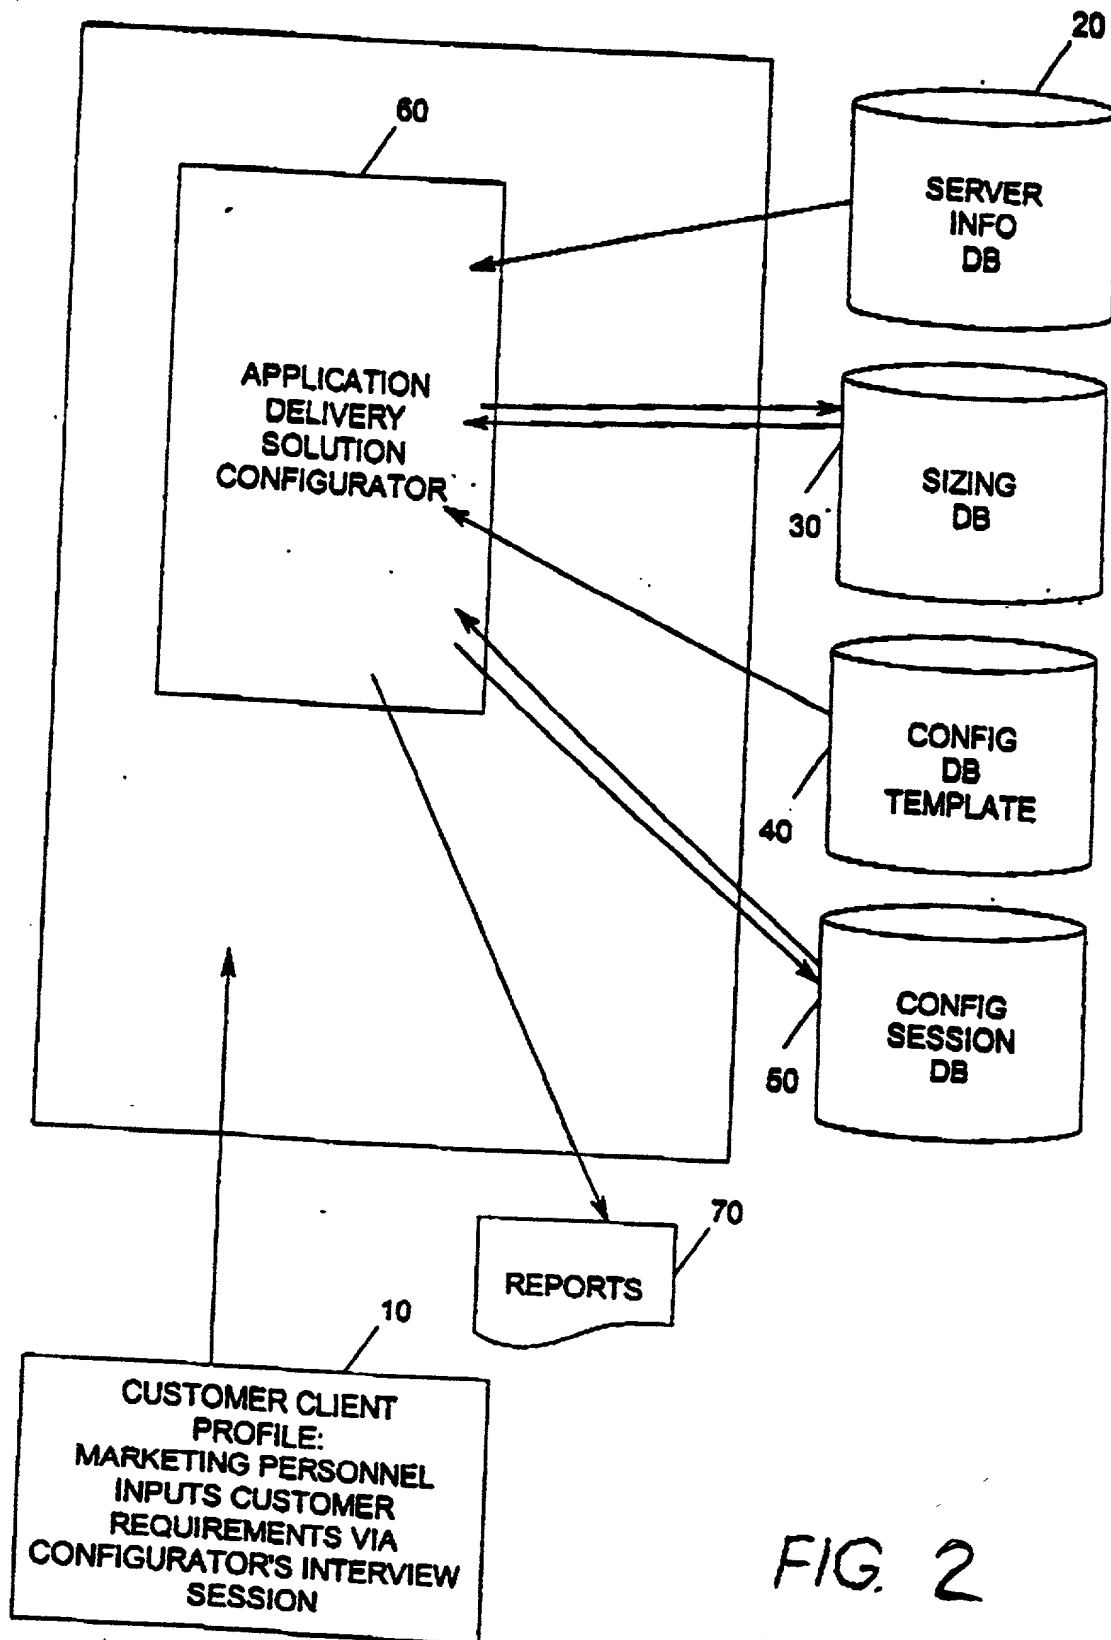 20
SERVER
INFO
DB
60
APPLICATION
DELIVERY
SOLUTION
CONFIGURATOR
30
SIZING
DB
40
CONFIG
DB
TEMPLATE
50
CONFIG
SESSION
DB
70
REPORTS
10
CUSTOMER CLIENT
PROFILE:
MARKETING PERSONNEL
INPUTS CUSTOMER
REQUIREMENTS VIA
CONFIGURATOR'S INTERVIEW
SESSION
FIG. 2